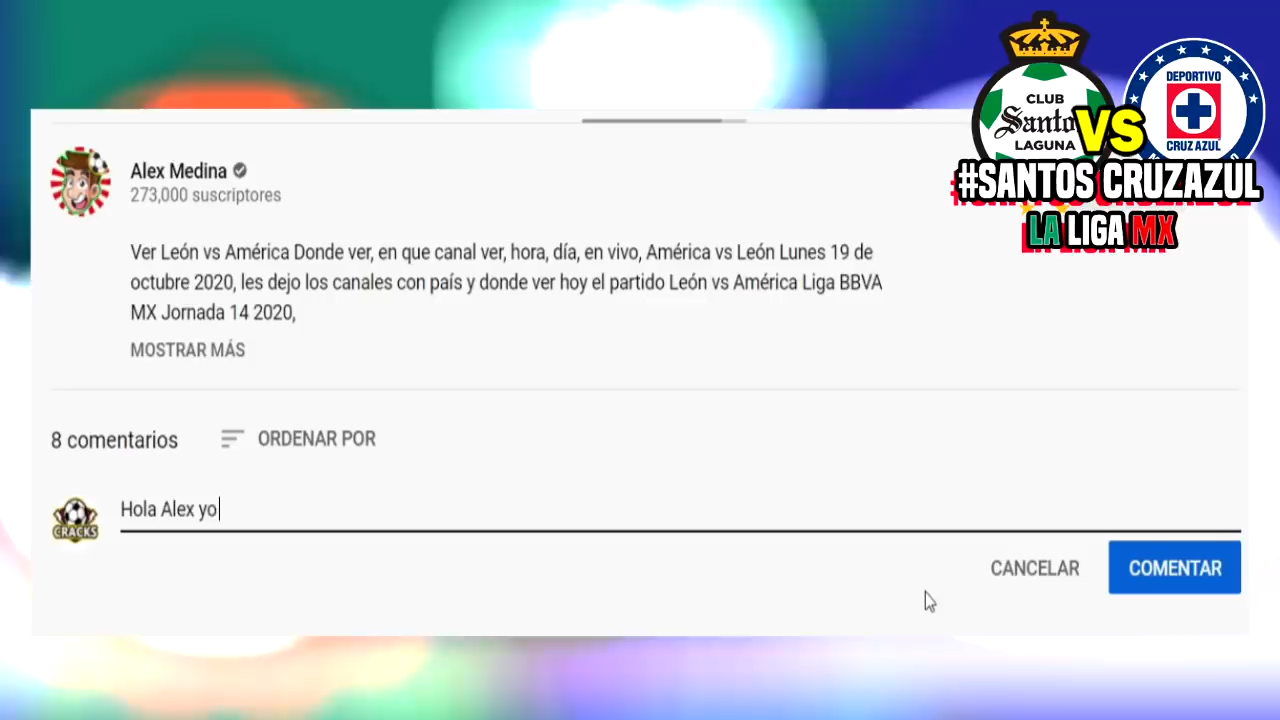 CLUB
Santo
LAGUNA
VS
DEPORTIVO
CRUZ AZUL
#SANTOS CRUZAZUL
LA LIGA MX
Alex Medina
273,000 suscriptores
Ver León vs América Donde ver, en que canal ver, hora, día, en vivo, América vs León Lunes 19 de
octubre 2020, les dejo los canales con país y donde ver hoy el partido León vs América Liga BBVA
MX Jornada 14 2020,
MOSTRAR MÁS
8 comentarios
ORDENAR POR
Hola Alex yo
CRACKS
CANCELAR
COMENTAR